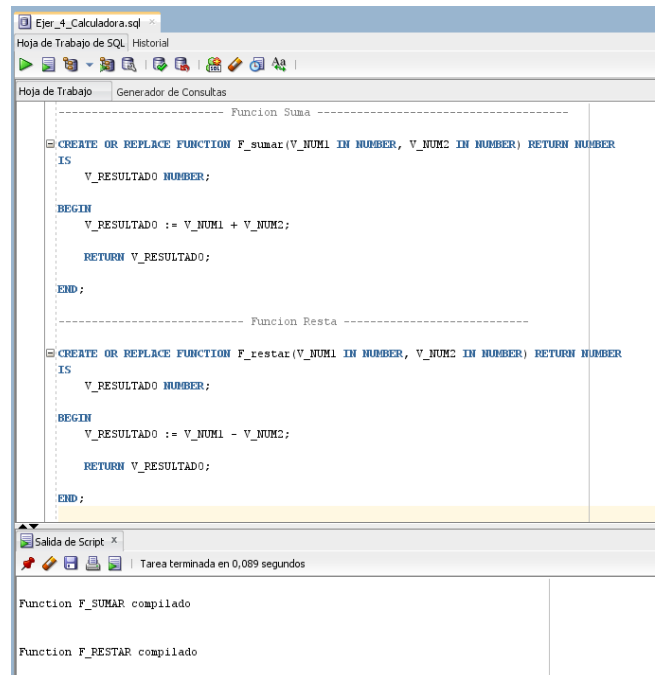 Ejer_4_Calculadora.sql
Hoja de Trabajo de SQL Historial
Hoja de Trabajo Generador de Consultas
------------------------- Funcion Suma --------------------------------------
CREATE OR REPLACE FUNCTION F_sumar(V_NUM1 IN NUMBER, V_NUM2 IN NUMBER) RETURN NUMBER
IS
V_RESULTADO NUMBER;
BEGIN
V_RESULTADO := V_NUM1 + V_NUM2;
RETURN V_RESULTADO;
END;
---------------------------- Funcion Resta ----------------------------
CREATE OR REPLACE FUNCTION F_restar(V_NUM1 IN NUMBER, V_NUM2 IN NUMBER) RETURN NUMBER
IS
V_RESULTADO NUMBER;
BEGIN
V_RESULTADO := V_NUM1 - V_NUM2;
RETURN V_RESULTADO;
END;
Salida de Script
Tarea terminada en 0,089 segundos
Function F_SUMAR compilado
Function F_RESTAR compilado